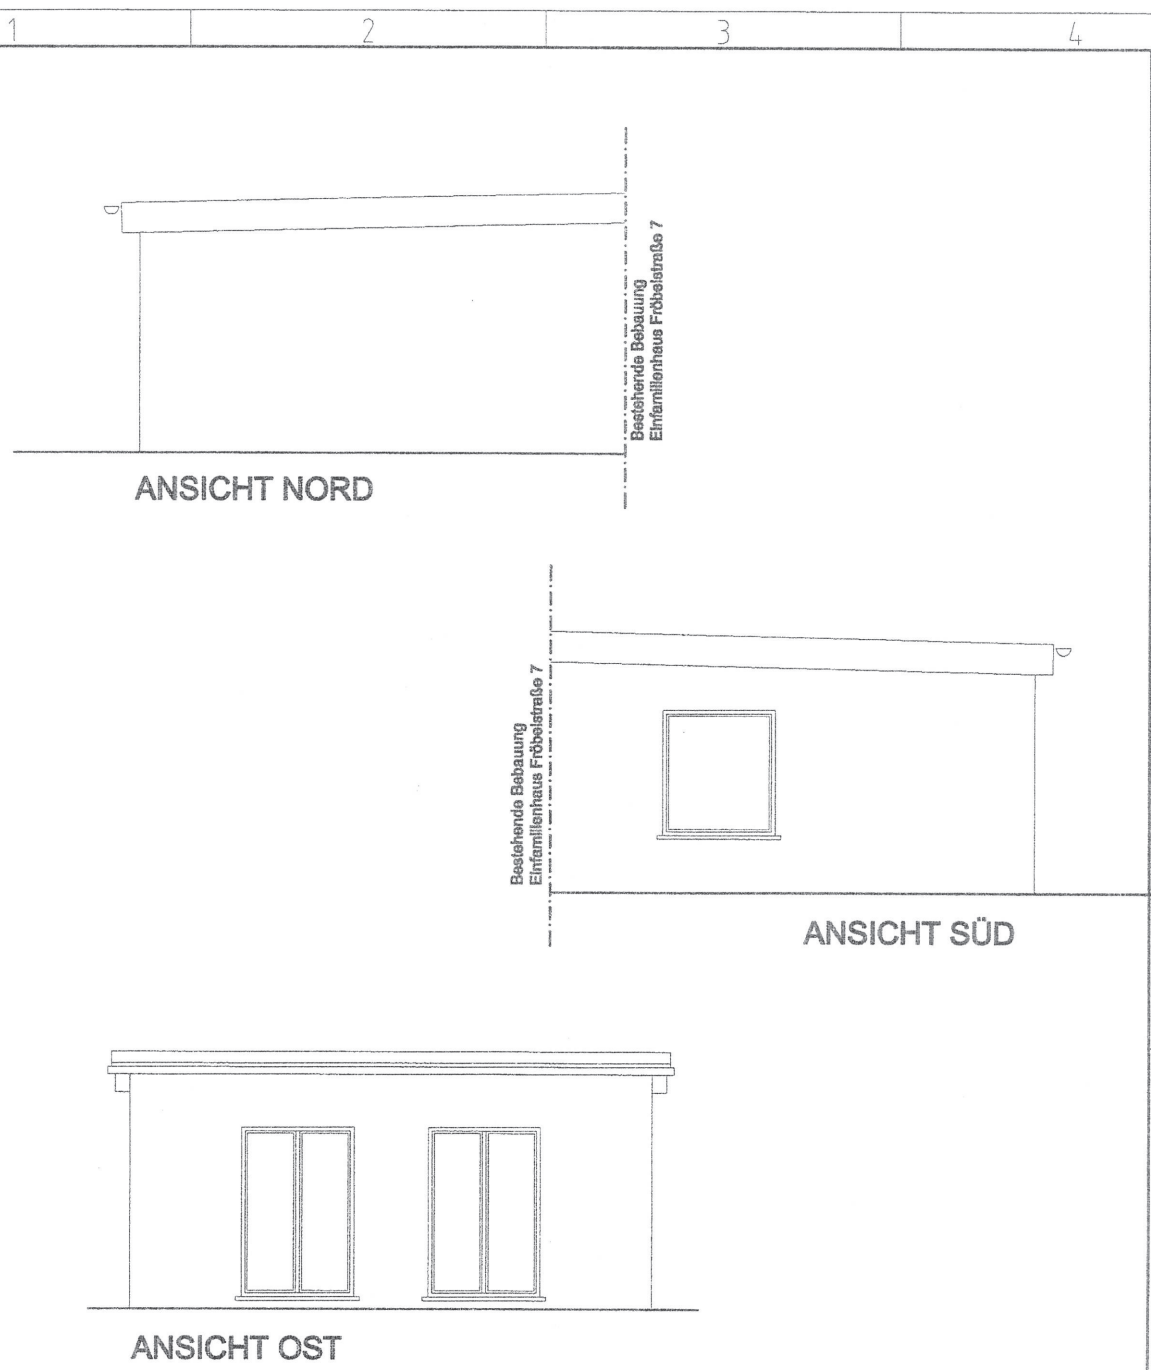 1 2 3 4
Bestehende Bebauung
Einfamilienhaus Fröbelstraße 7
ANSICHT NORD
Bestehende Bebauung
Einfamilienhaus Fröbelstraße 7
ANSICHT SÜD
ANSICHT OST